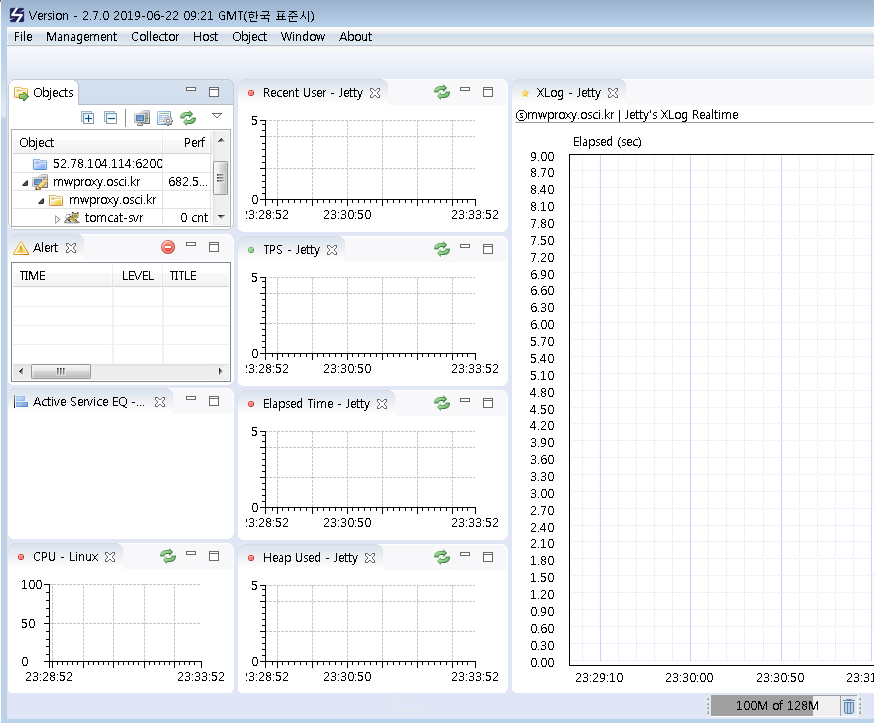 Version - 2.7.0 2019-06-22 09:21 GMT(한국 표준시)
File Management Collector Host Object Window About
Objects
Object Perf
52.78.104.114:6200
mwproxy.osci.kr 682.5...
mwproxy.osci.kr
tomcat-svr 0 cnt
Alert
TIME LEVEL TITLE
Active Service EQ -...
CPU - Linux
100
50
0
23:28:52 23:33:52
Recent User - Jetty
5
0
23:28:52 23:30:50 23:33:52
TPS - Jetty
5
0
23:28:52 23:30:50 23:33:52
Elapsed Time - Jetty
5
0
23:28:52 23:30:50 23:33:52
Heap Used - Jetty
5
0
23:28:52 23:30:50 23:33:52
XLog - Jetty
ⓢmwproxy.osci.kr | Jetty's XLog Realtime
Elapsed (sec)
9.00
8.70
8.40
8.10
7.80
7.50
7.20
6.90
6.60
6.30
6.00
5.70
5.40
5.10
4.80
4.50
4.20
3.90
3.60
3.30
3.00
2.70
2.40
2.10
1.80
1.50
1.20
0.90
0.60
0.30
0.00
23:29:10 23:30:00 23:30:50 23:31
100M of 128M